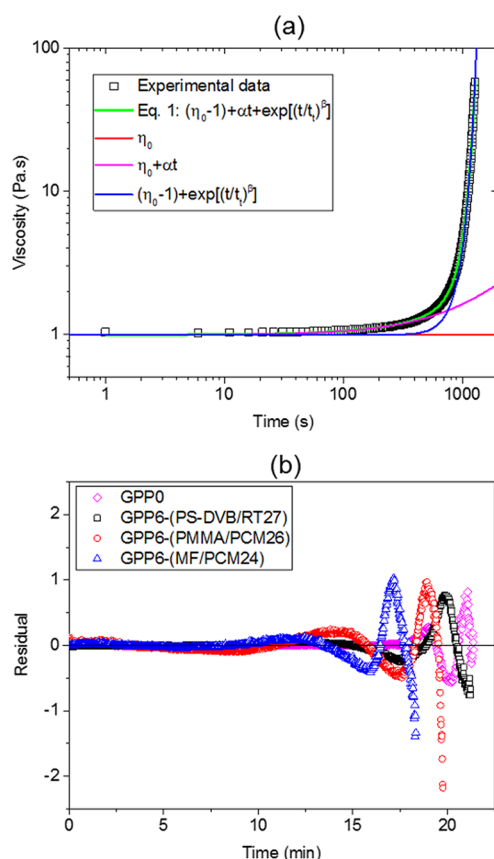 (a)
100
10
1
Viscosity (Pa.s)
Experimental data
Eq. 1: (η₀-1)+αt+exp[(t/tₜ)^β]
η₀
η₀+αt
(η₀-1)+exp[(t/tₜ)^β]
1 10 100 1000
Time (s)
(b)
2
1
0
-1
-2
Residual
GPP0
GPP6-(PS-DVB/RT27)
GPP6-(PMMA/PCM26)
GPP6-(MF/PCM24)
0 5 10 15 20
Time (min)